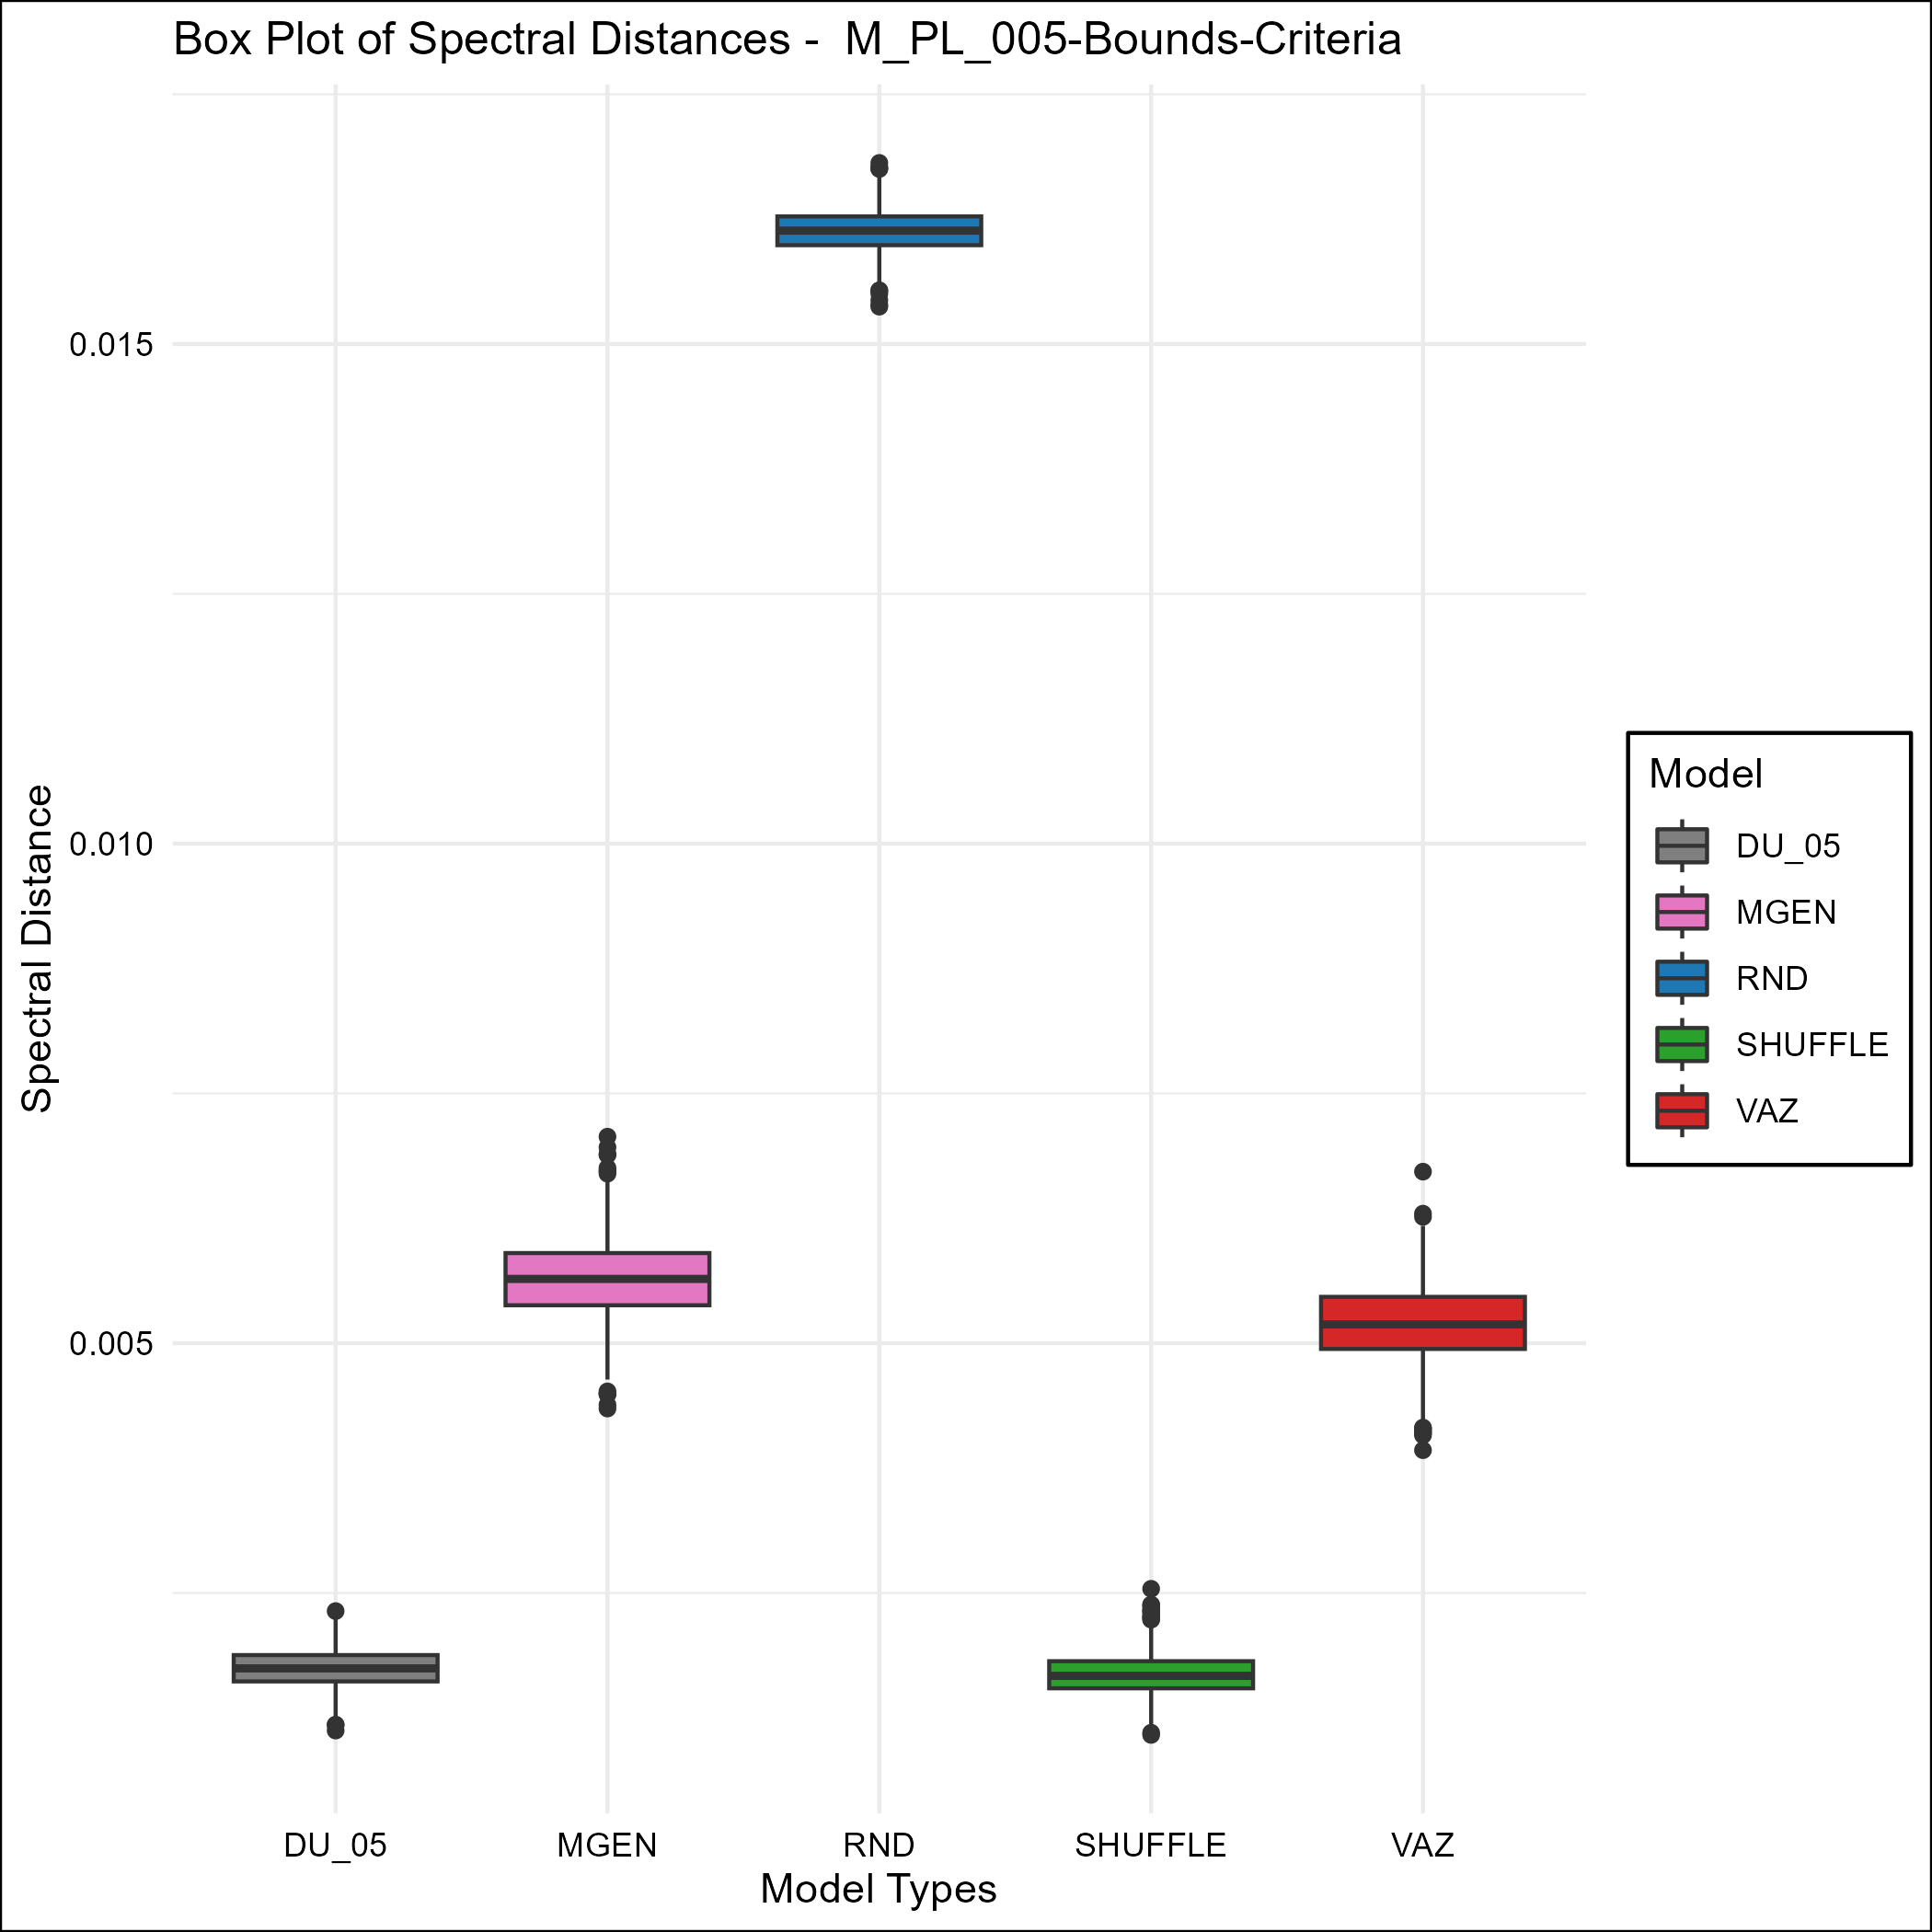 Box Plot of Spectral Distances -  M_PL_005-Bounds-Criteria
Spectral Distance
0.015
0.010
0.005
DU_05
MGEN
RND
SHUFFLE
VAZ
Model Types
Model
DU_05
MGEN
RND
SHUFFLE
VAZ